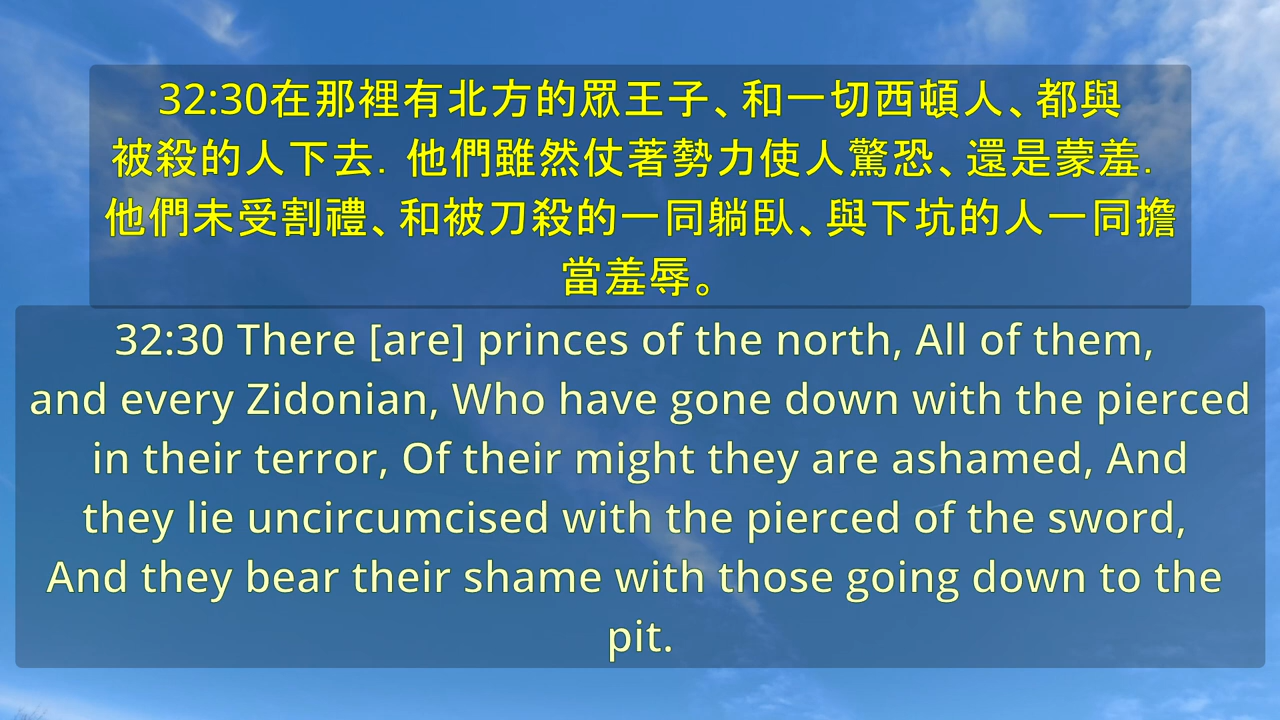 32:30在那裡有北方的眾王子、和一切西頓人、都與
被殺的人下去. 他們雖然仗著勢力使人驚恐、還是蒙羞.
他們未受割禮、和被刀殺的一同躺臥、與下坑的人一同擔
當羞辱。
32:30 There [are] princes of the north, All of them,
and every Zidonian, Who have gone down with the pierced
in their terror, Of their might they are ashamed, And
they lie uncircumcised with the pierced of the sword,
And they bear their shame with those going down to the
pit.